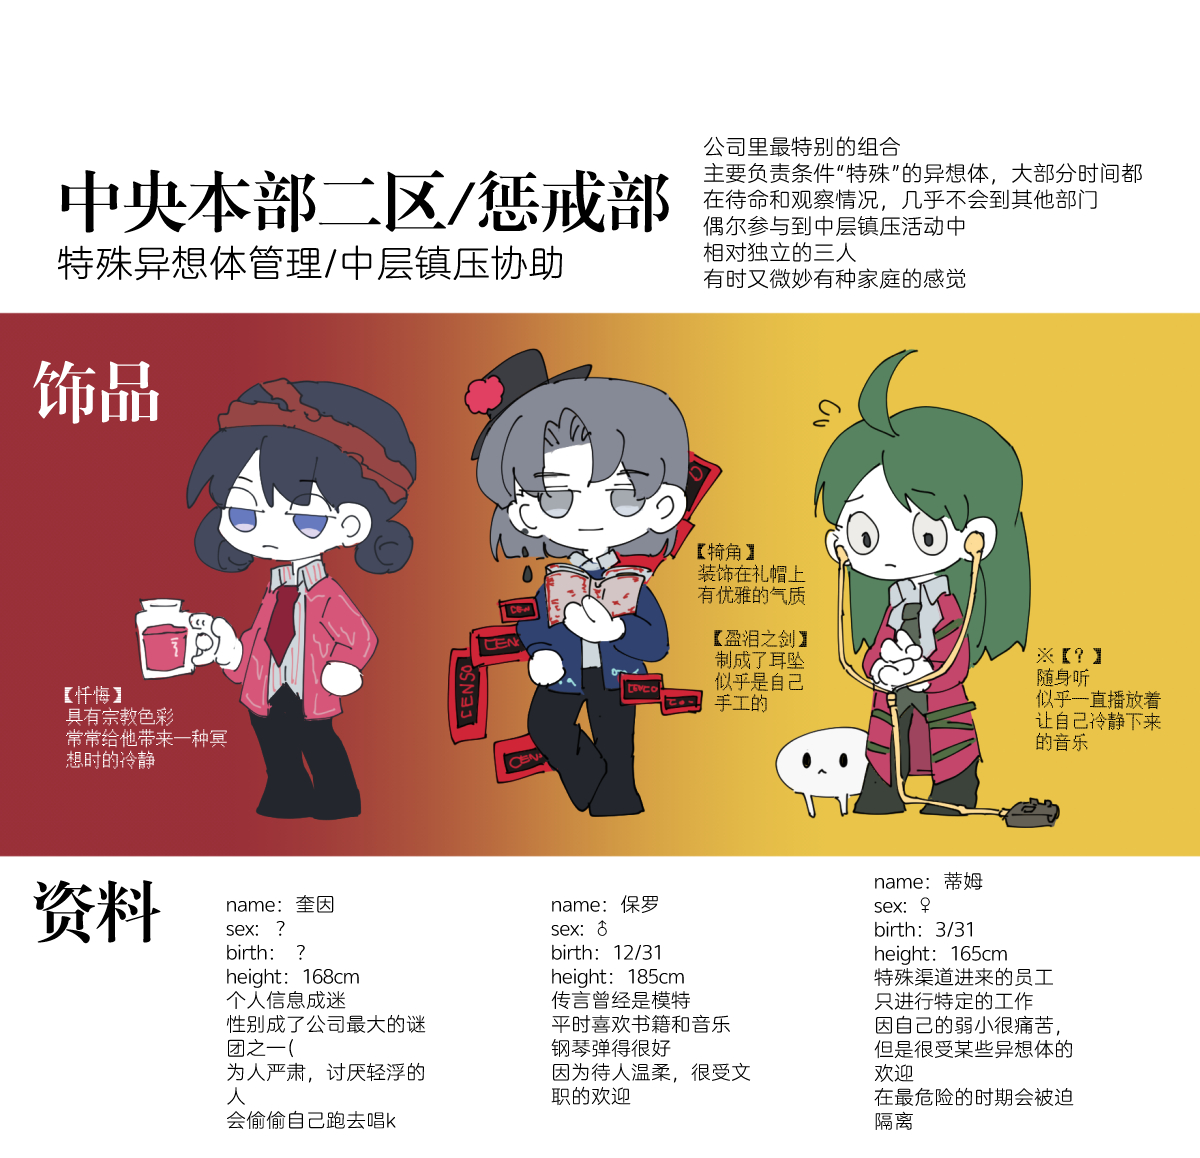 中央本部二区/惩戒部
特殊异想体管理/中层镇压协助
公司里最特别的组合
主要负责条件“特殊”的异想体，大部分时间都
在待命和观察情况，几乎不会到其他部门
偶尔参与到中层镇压活动中
相对独立的三人
有时又微妙有种家庭的感觉
饰品
【忏悔】
具有宗教色彩
常常给他带来一种冥
想时的冷静
CENSO
CENCO
【犄角】
装饰在礼帽上
有优雅的气质
【盈泪之剑】
制成了耳坠
似乎是自己
手工的
※【？】
随身听
似乎一直播放着
让自己冷静下来
的音乐
资料
name：奎因
sex：？
birth：？
height：168cm
个人信息成迷
性别成了公司最大的谜
团之一(
为人严肃，讨厌轻浮的
人
会偷偷自己跑去唱k
name：保罗
sex：♂
birth：12/31
height：185cm
传言曾经是模特
平时喜欢书籍和音乐
钢琴弹得很好
因为待人温柔，很受文
职的欢迎
name：蒂姆
sex：♀
birth：3/31
height：165cm
特殊渠道进来的员工
只进行特定的工作
因自己的弱小很痛苦，
但是很受某些异想体的
欢迎
在最危险的时期会被迫
隔离